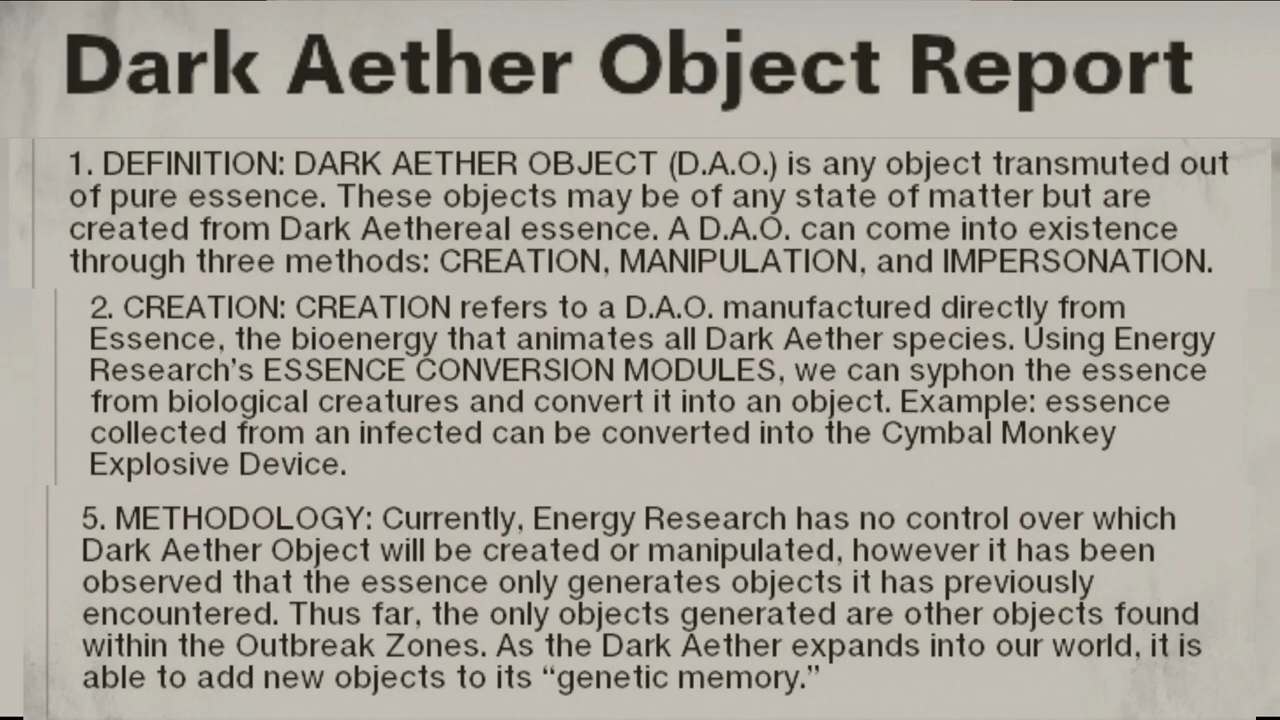 Dark Aether Object Report
1. DEFINITION: DARK AETHER OBJECT (D.A.O.) is any object transmuted out
of pure essence. These objects may be of any state of matter but are
created from Dark Aethereal essence. A D.A.O. can come into existence
through three methods: CREATION, MANIPULATION, and IMPERSONATION.
2. CREATION: CREATION refers to a D.A.O. manufactured directly from
Essence, the bioenergy that animates all Dark Aether species. Using Energy
Research's ESSENCE CONVERSION MODULES, we can syphon the essence
from biological creatures and convert it into an object. Example: essence
collected from an infected can be converted into the Cymbal Monkey
Explosive Device.
5. METHODOLOGY: Currently, Energy Research has no control over which
Dark Aether Object will be created or manipulated, however it has been
observed that the essence only generates objects it has previously
encountered. Thus far, the only objects generated are other objects found
within the Outbreak Zones. As the Dark Aether expands into our world, it is
able to add new objects to its “genetic memory.”